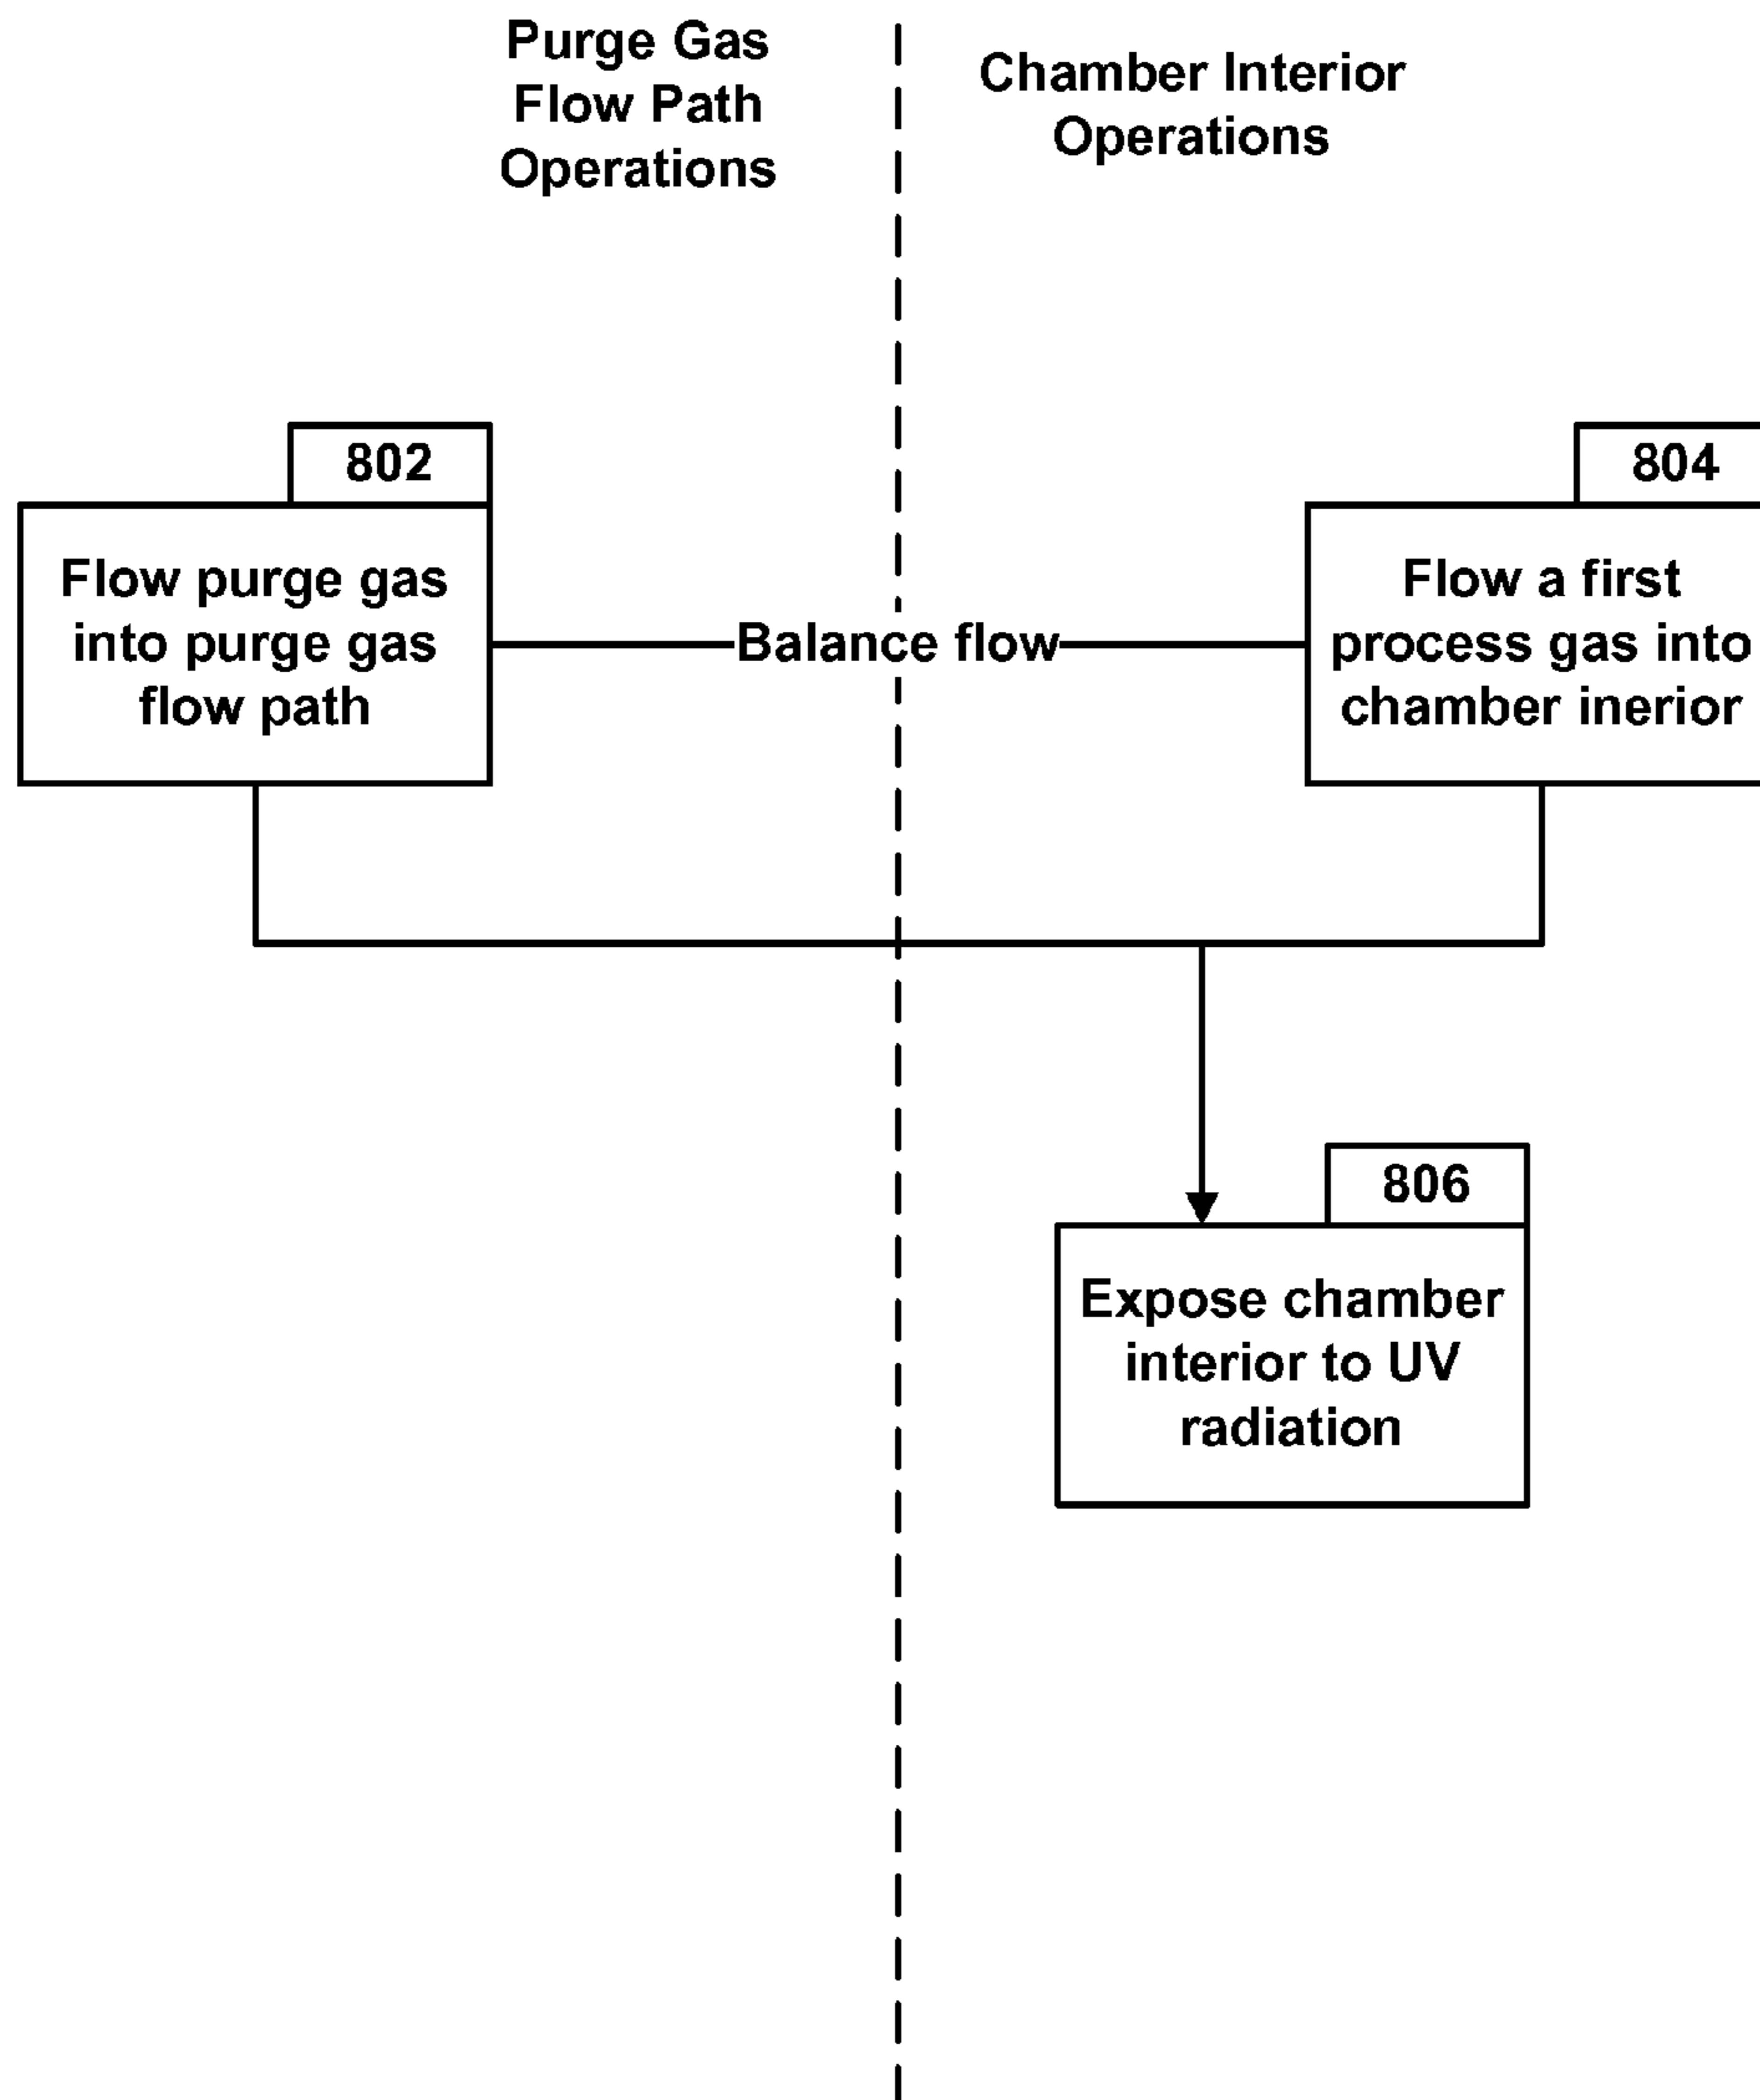 Purge Gas
Flow Path
Operations
Chamber Interior
Operations
802
Flow purge gas
into purge gas
flow path
Balance flow
804
Flow a first
process gas into
chamber inerior
806
Expose chamber
interior to UV
radiation